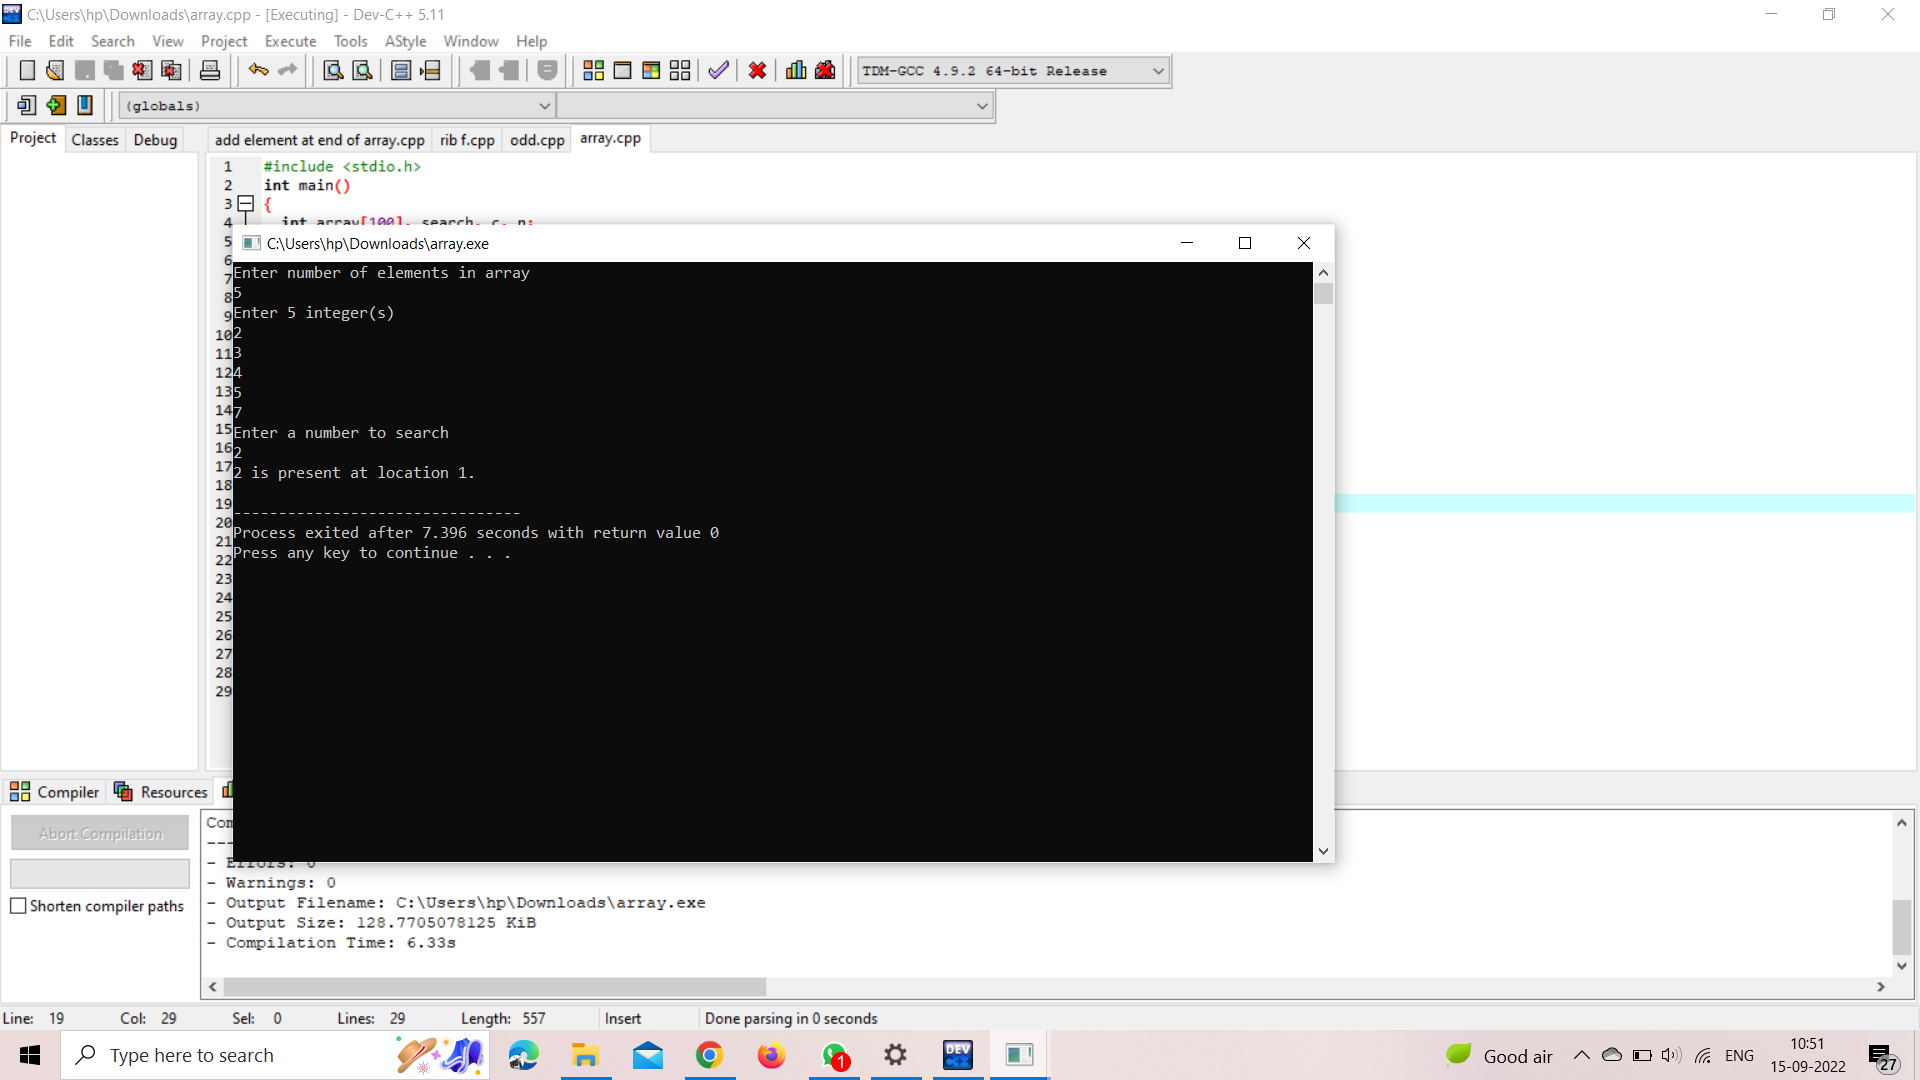 C:\Users\hp\Downloads\array.cpp - [Executing] - Dev-C++ 5.11
File Edit Search View Project Execute Tools AStyle Window Help
TDM-GCC 4.9.2 64-bit Release
(globals)
Project Classes Debug
add element at end of array.cpp rib f.cpp odd.cpp array.cpp
1 #include <stdio.h>
2 int main()
3 {
4 int array[100], search, c, n;
C:\Users\hp\Downloads\array.exe
5
6
7
8
9
10
11
12
13
14
15
16
17
18
19
20
21
22
23
24
25
26
27
28
29
Enter number of elements in array
5
Enter 5 integer(s)
2
3
4
5
7
Enter a number to search
2
2 is present at location 1.
--------------------------------
Process exited after 7.396 seconds with return value 0
Press any key to continue . . .
Compiler Resources
Abort Compilation
Shorten compiler paths
Com
- Errors: 0
- Warnings: 0
- Output Filename: C:\Users\hp\Downloads\array.exe
- Output Size: 128.7705078125 KiB
- Compilation Time: 6.33s
Line: 19 Col: 29 Sel: 0 Lines: 29 Length: 557 Insert Done parsing in 0 seconds
Type here to search
1
DEV C++
Good air
ENG
10:51
15-09-2022
27